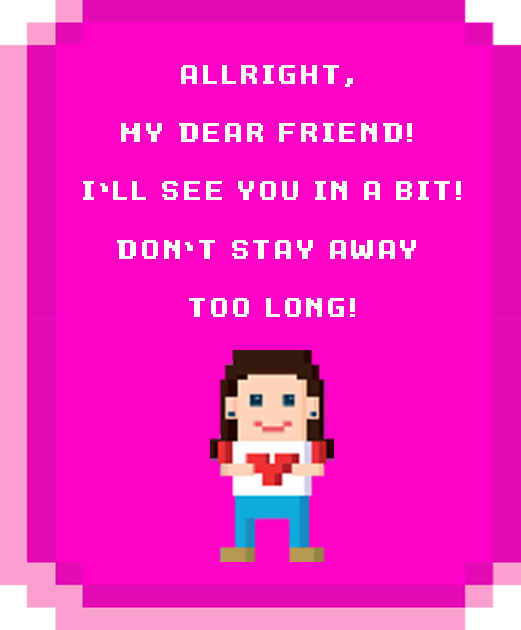 ALLRIGHT,
MY DEAR FRIEND!
I'LL SEE YOU IN A BIT!
DON'T STAY AWAY
TOO LONG!